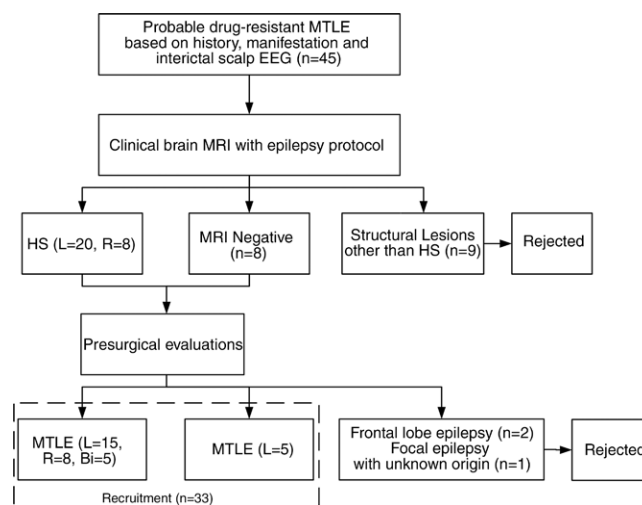 Probable drug-resistant MTLE
based on history, manifestation and
interictal scalp EEG (n=45)
Clinical brain MRI with epilepsy protocol
HS (L=20, R=8)
MRI Negative
(n=8)
Structural Lesions
other than HS (n=9)
Rejected
Presurgical evaluations
MTLE (L=15,
R=8, Bi=5)
MTLE (L=5)
Frontal lobe epilepsy (n=2)
Focal epilepsy
with unknown origin (n=1)
Rejected
Recruitment (n=33)